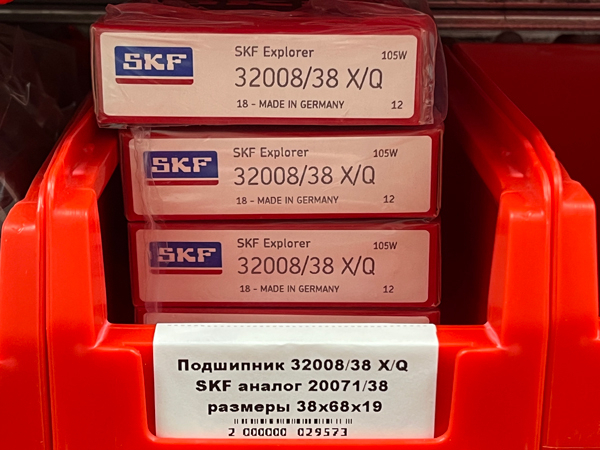 SKF
SKF Explorer
105W
32008/38 X/Q
18 - MADE IN GERMANY
12
SKF
SKF Explorer
105W
32008/38 X/Q
18 - MADE IN GERMANY
12
SKF
SKF Explorer
105W
32008/38 X/Q
18 - MADE IN GERMANY
12
Подшипник 32008/38 X/Q
SKF аналог 20071/38
размеры 38x68x19
2 000000 029573